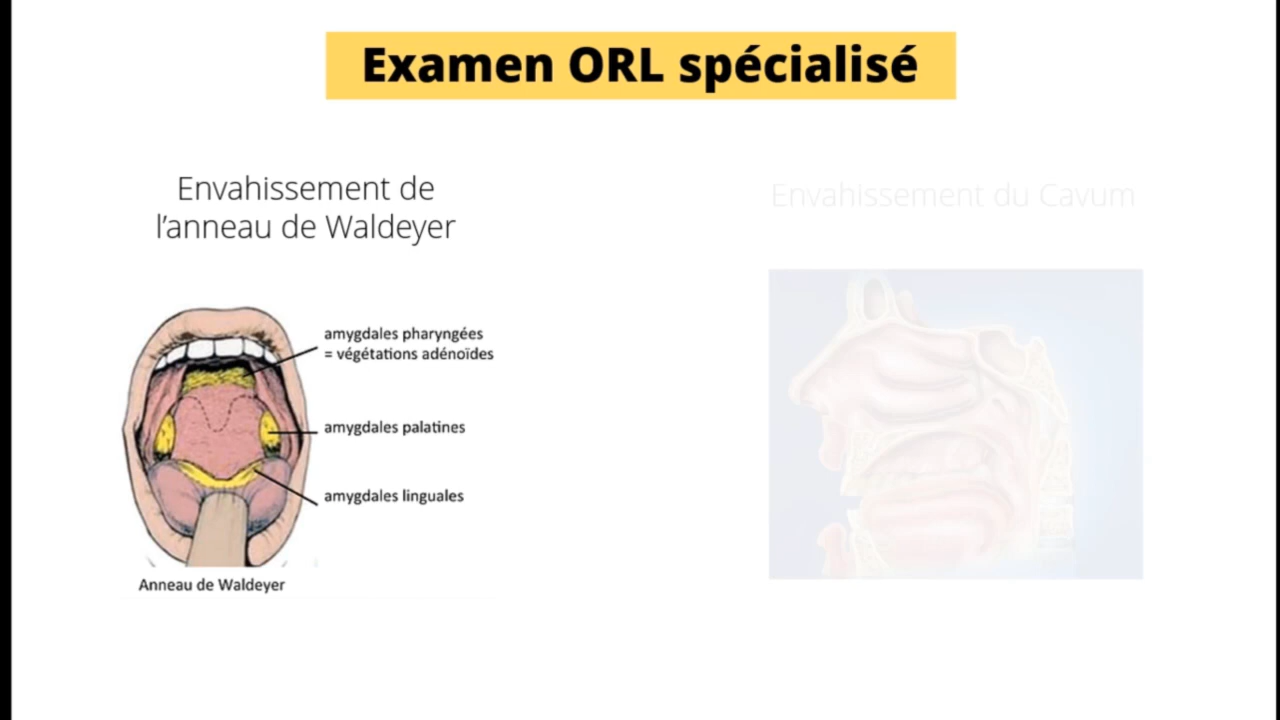 Examen ORL spécialisé
Envahissement de
l’anneau de Waldeyer
Envahissement du Cavum
amygdales pharyngées
= végétations adénoïdes
amygdales palatines
amygdales linguales
Anneau de Waldeyer